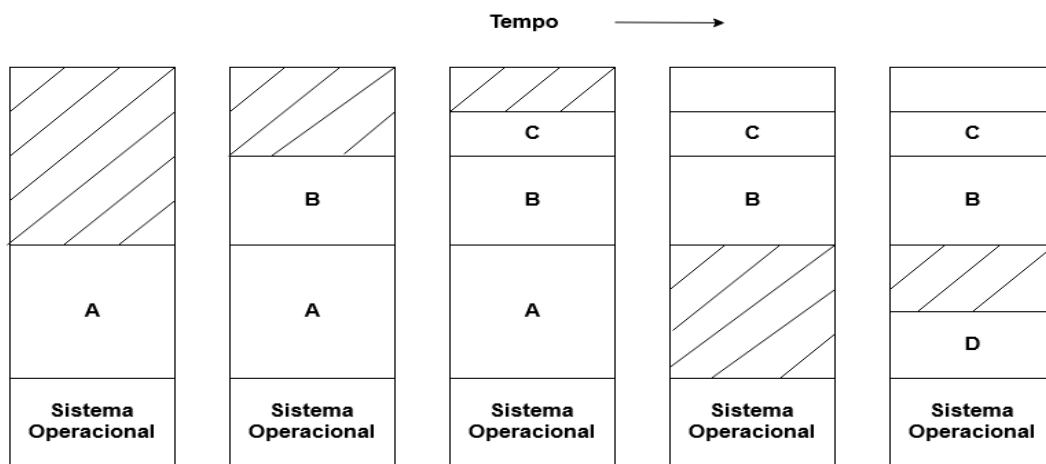 Tempo
C
C
C
B
B
B
B
A
A
A
D
Sistema
Operacional
Sistema
Operacional
Sistema
Operacional
Sistema
Operacional
Sistema
Operacional